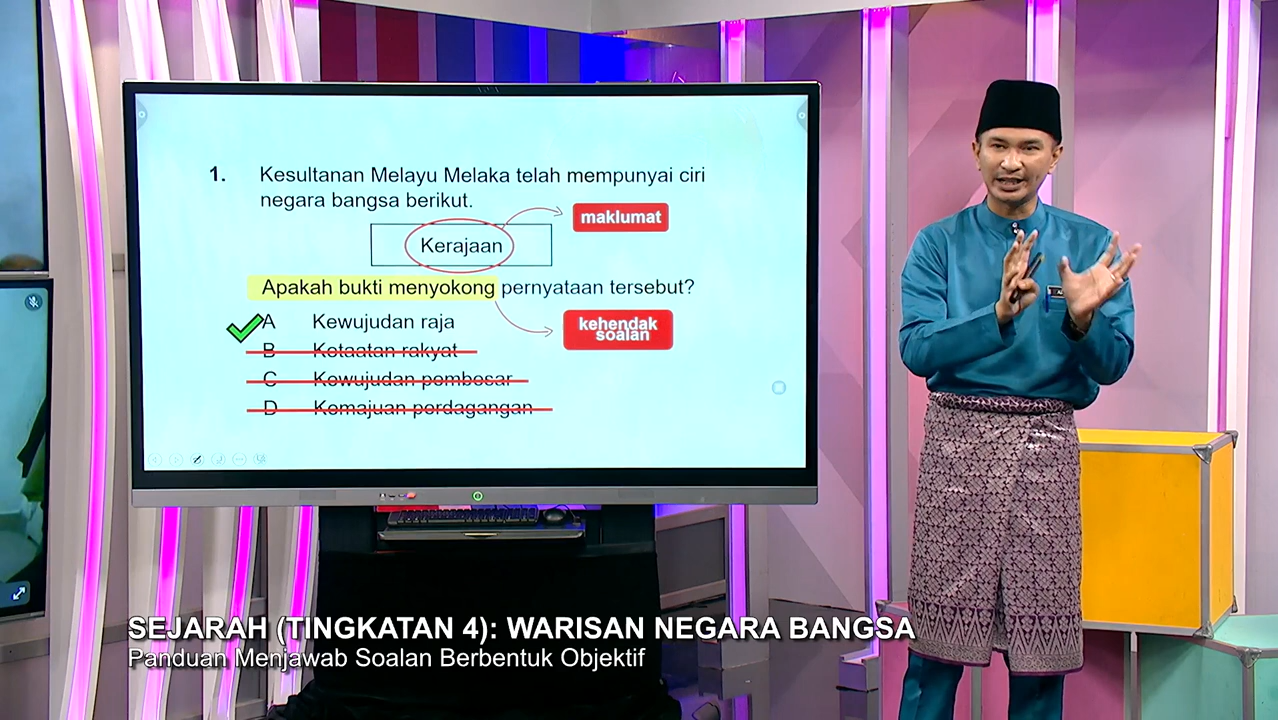 1. Kesultanan Melayu Melaka telah mempunyai ciri
negara bangsa berikut.
maklumat
Kerajaan
Apakah bukti menyokong pernyataan tersebut?
A Kewujudan raja
kehendak
soalan
B Ketaatan rakyat
C Kewujudan pembesar
D Kemajuan perdagangan
SEJARAH (TINGKATAN 4): WARISAN NEGARA BANGSA
Panduan Menjawab Soalan Berbentuk Objektif